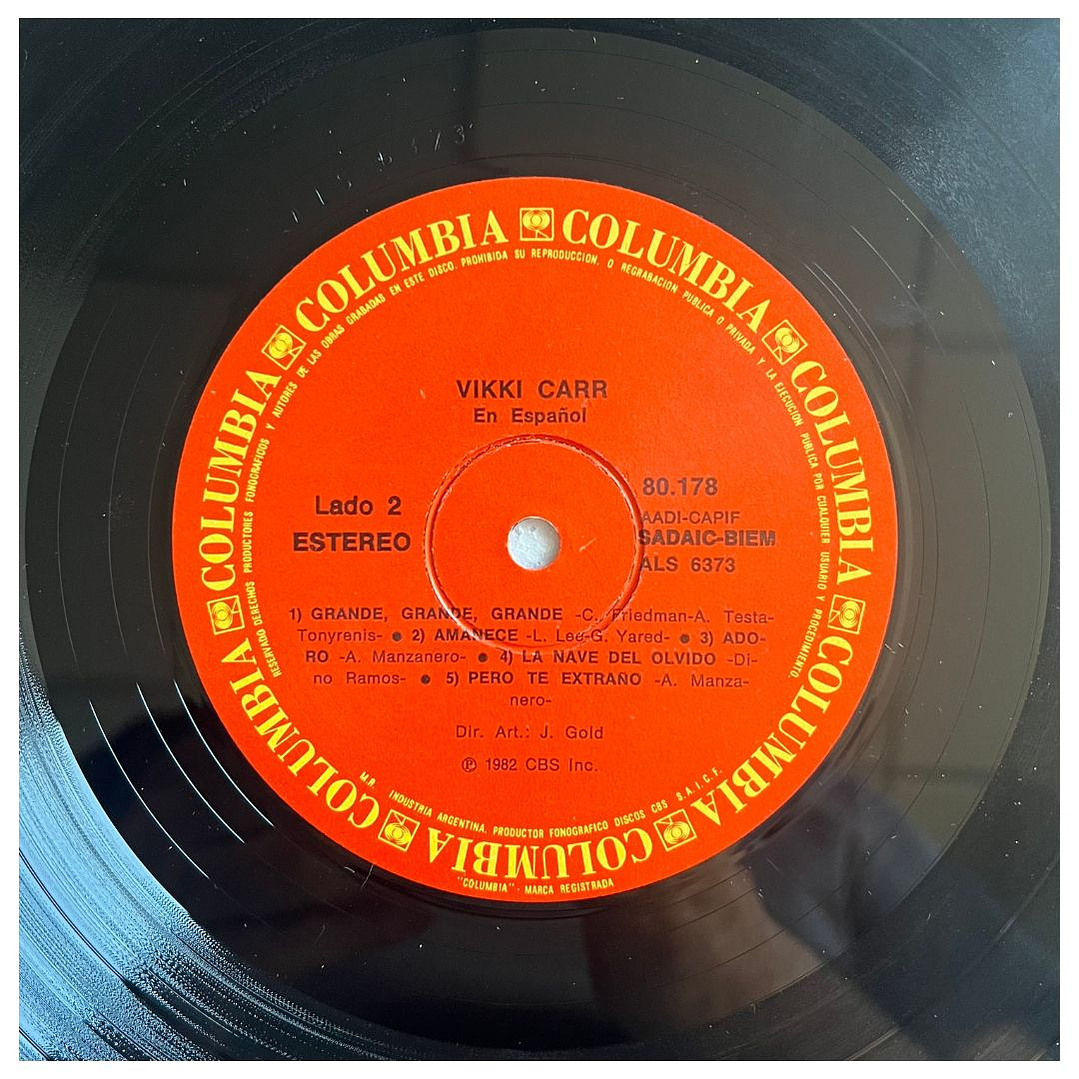 COLUMBIA COLUMBIA COLUMBIA COLUMBIA COLUMBIA COLUMBIA COLUMBIA COLUMBIA
RESERVADO DERECHOS PRODUCTORES FONOGRAFICOS Y AUTORES DE LAS OBRAS GRABADAS EN ESTE DISCO. PROHIBIDA SU REPRODUCCION, O REGRABACION PUBLICA O PRIVADA Y LA EJECUCION PUBLICA POR CUALQUIER USUARIO Y PROCEDIMIENTO.
VIKKI CARR
En Español
Lado 2
ESTEREO
80.178
AADI-CAPIF
SADAIC-BIEM
ALS 6373
1) GRANDE, GRANDE, GRANDE -C. Friedman-A. Testa-
Tonyrenis- ● 2) AMANECE -L. Lee-G. Yared- ● 3) ADO-
RO -A. Manzanero- ● 4) LA NAVE DEL OLVIDO -Di-
no Ramos- ● 5) PERO TE EXTRAÑO -A. Manza-
nero-
Dir. Art.: J. Gold
℗ 1982 CBS Inc.
M.R. INDUSTRIA ARGENTINA. PRODUCTOR FONOGRAFICO DISCOS CBS S.A.I.C.F.
"COLUMBIA" - MARCA REGISTRADA